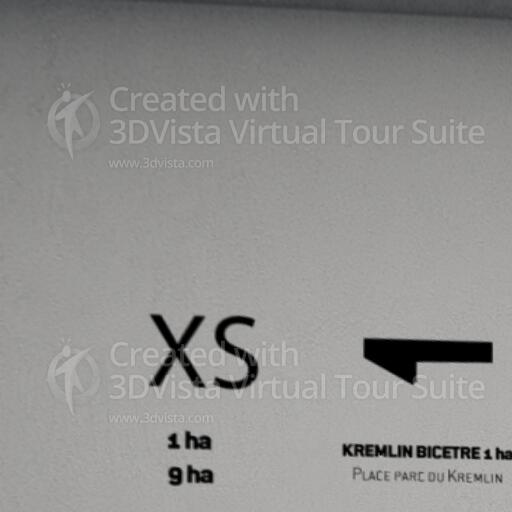 Created with
3DVista Virtual Tour Suite
www.3dvista.com
XS
Created with
3DVista Virtual Tour Suite
www.3dvista.com
1 ha
9 ha
KREMLIN BICETRE 1 ha
PLACE PARC DU KREMLIN